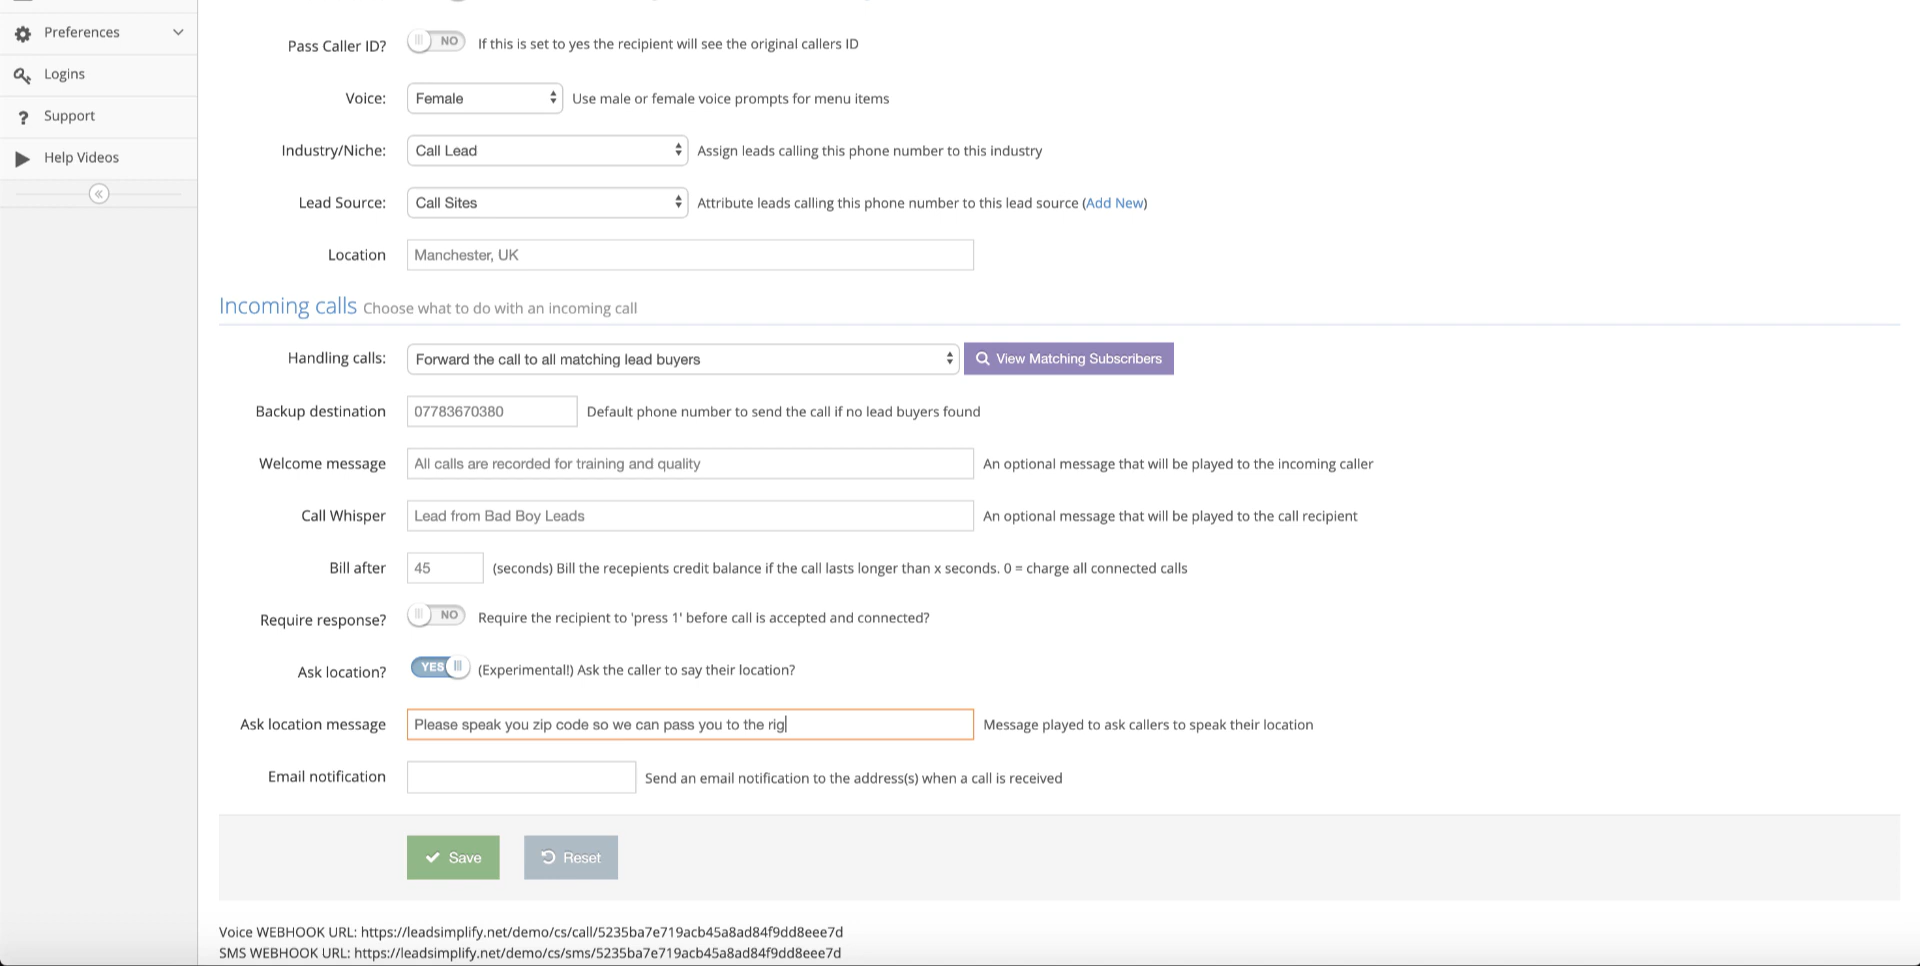 Preferences
Logins
Support
Help Videos
Pass Caller ID? NO If this is set to yes the recipient will see the original callers ID
Voice: Female Use male or female voice prompts for menu items
Industry/Niche: Call Lead Assign leads calling this phone number to this industry
Lead Source: Call Sites Attribute leads calling this phone number to this lead source (Add New)
Location Manchester, UK
Incoming calls Choose what to do with an incoming call
Handling calls: Forward the call to all matching lead buyers View Matching Subscribers
Backup destination 07783670380 Default phone number to send the call if no lead buyers found
Welcome message All calls are recorded for training and quality An optional message that will be played to the incoming caller
Call Whisper Lead from Bad Boy Leads An optional message that will be played to the call recipient
Bill after 45 (seconds) Bill the recepients credit balance if the call lasts longer than x seconds. 0 = charge all connected calls
Require response? NO Require the recipient to 'press 1' before call is accepted and connected?
Ask location? YES (Experimental!) Ask the caller to say their location?
Ask location message Please speak you zip code so we can pass you to the rig Message played to ask callers to speak their location
Email notification Send an email notification to the address(s) when a call is received
Save Reset
Voice WEBHOOK URL: https://leadsimplify.net/demo/cs/call/5235ba7e719acb45a8ad84f9dd8eee7d
SMS WEBHOOK URL: https://leadsimplify.net/demo/cs/sms/5235ba7e719acb45a8ad84f9dd8eee7d